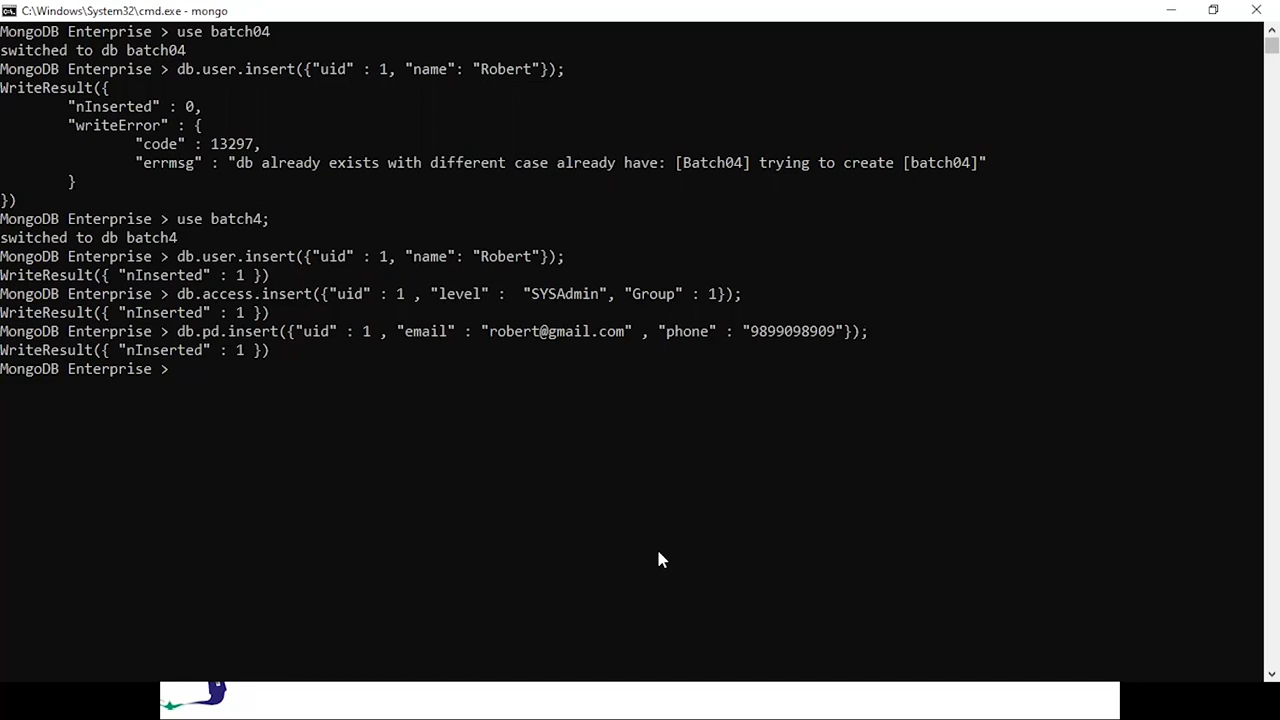 C:\Windows\System32\cmd.exe - mongo
MongoDB Enterprise > use batch04
switched to db batch04
MongoDB Enterprise > db.user.insert({"uid" : 1, "name": "Robert"});
WriteResult({
        "nInserted" : 0,
        "writeError" : {
                "code" : 13297,
                "errmsg" : "db already exists with different case already have: [Batch04] trying to create [batch04]"
        }
})
MongoDB Enterprise > use batch4;
switched to db batch4
MongoDB Enterprise > db.user.insert({"uid" : 1, "name": "Robert"});
WriteResult({ "nInserted" : 1 })
MongoDB Enterprise > db.access.insert({"uid" : 1 , "level" :  "SYSAdmin", "Group" : 1});
WriteResult({ "nInserted" : 1 })
MongoDB Enterprise > db.pd.insert({"uid" : 1 , "email" : "robert@gmail.com" , "phone" : "9899098909"});
WriteResult({ "nInserted" : 1 })
MongoDB Enterprise >